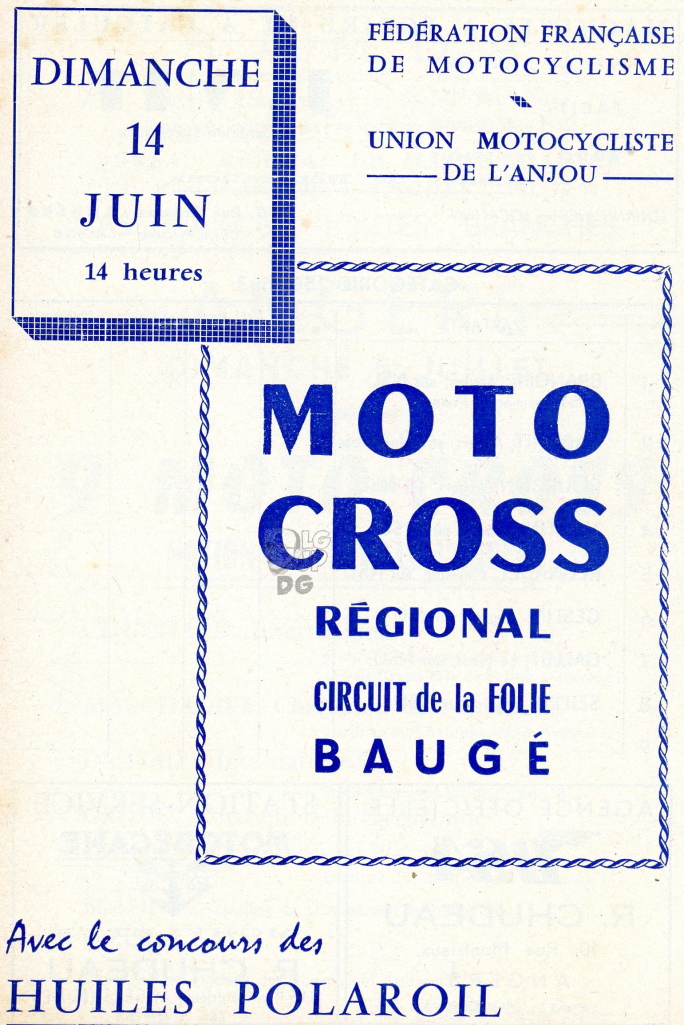 DIMANCHE
14
JUIN
14 heures
FÉDÉRATION FRANÇAISE
DE MOTOCYCLISME
UNION MOTOCYCLISTE
DE L'ANJOU
MOTO
CROSS
RÉGIONAL
CIRCUIT de la FOLIE
BAUGÉ
Avec le concours des
HUILES POLAROIL